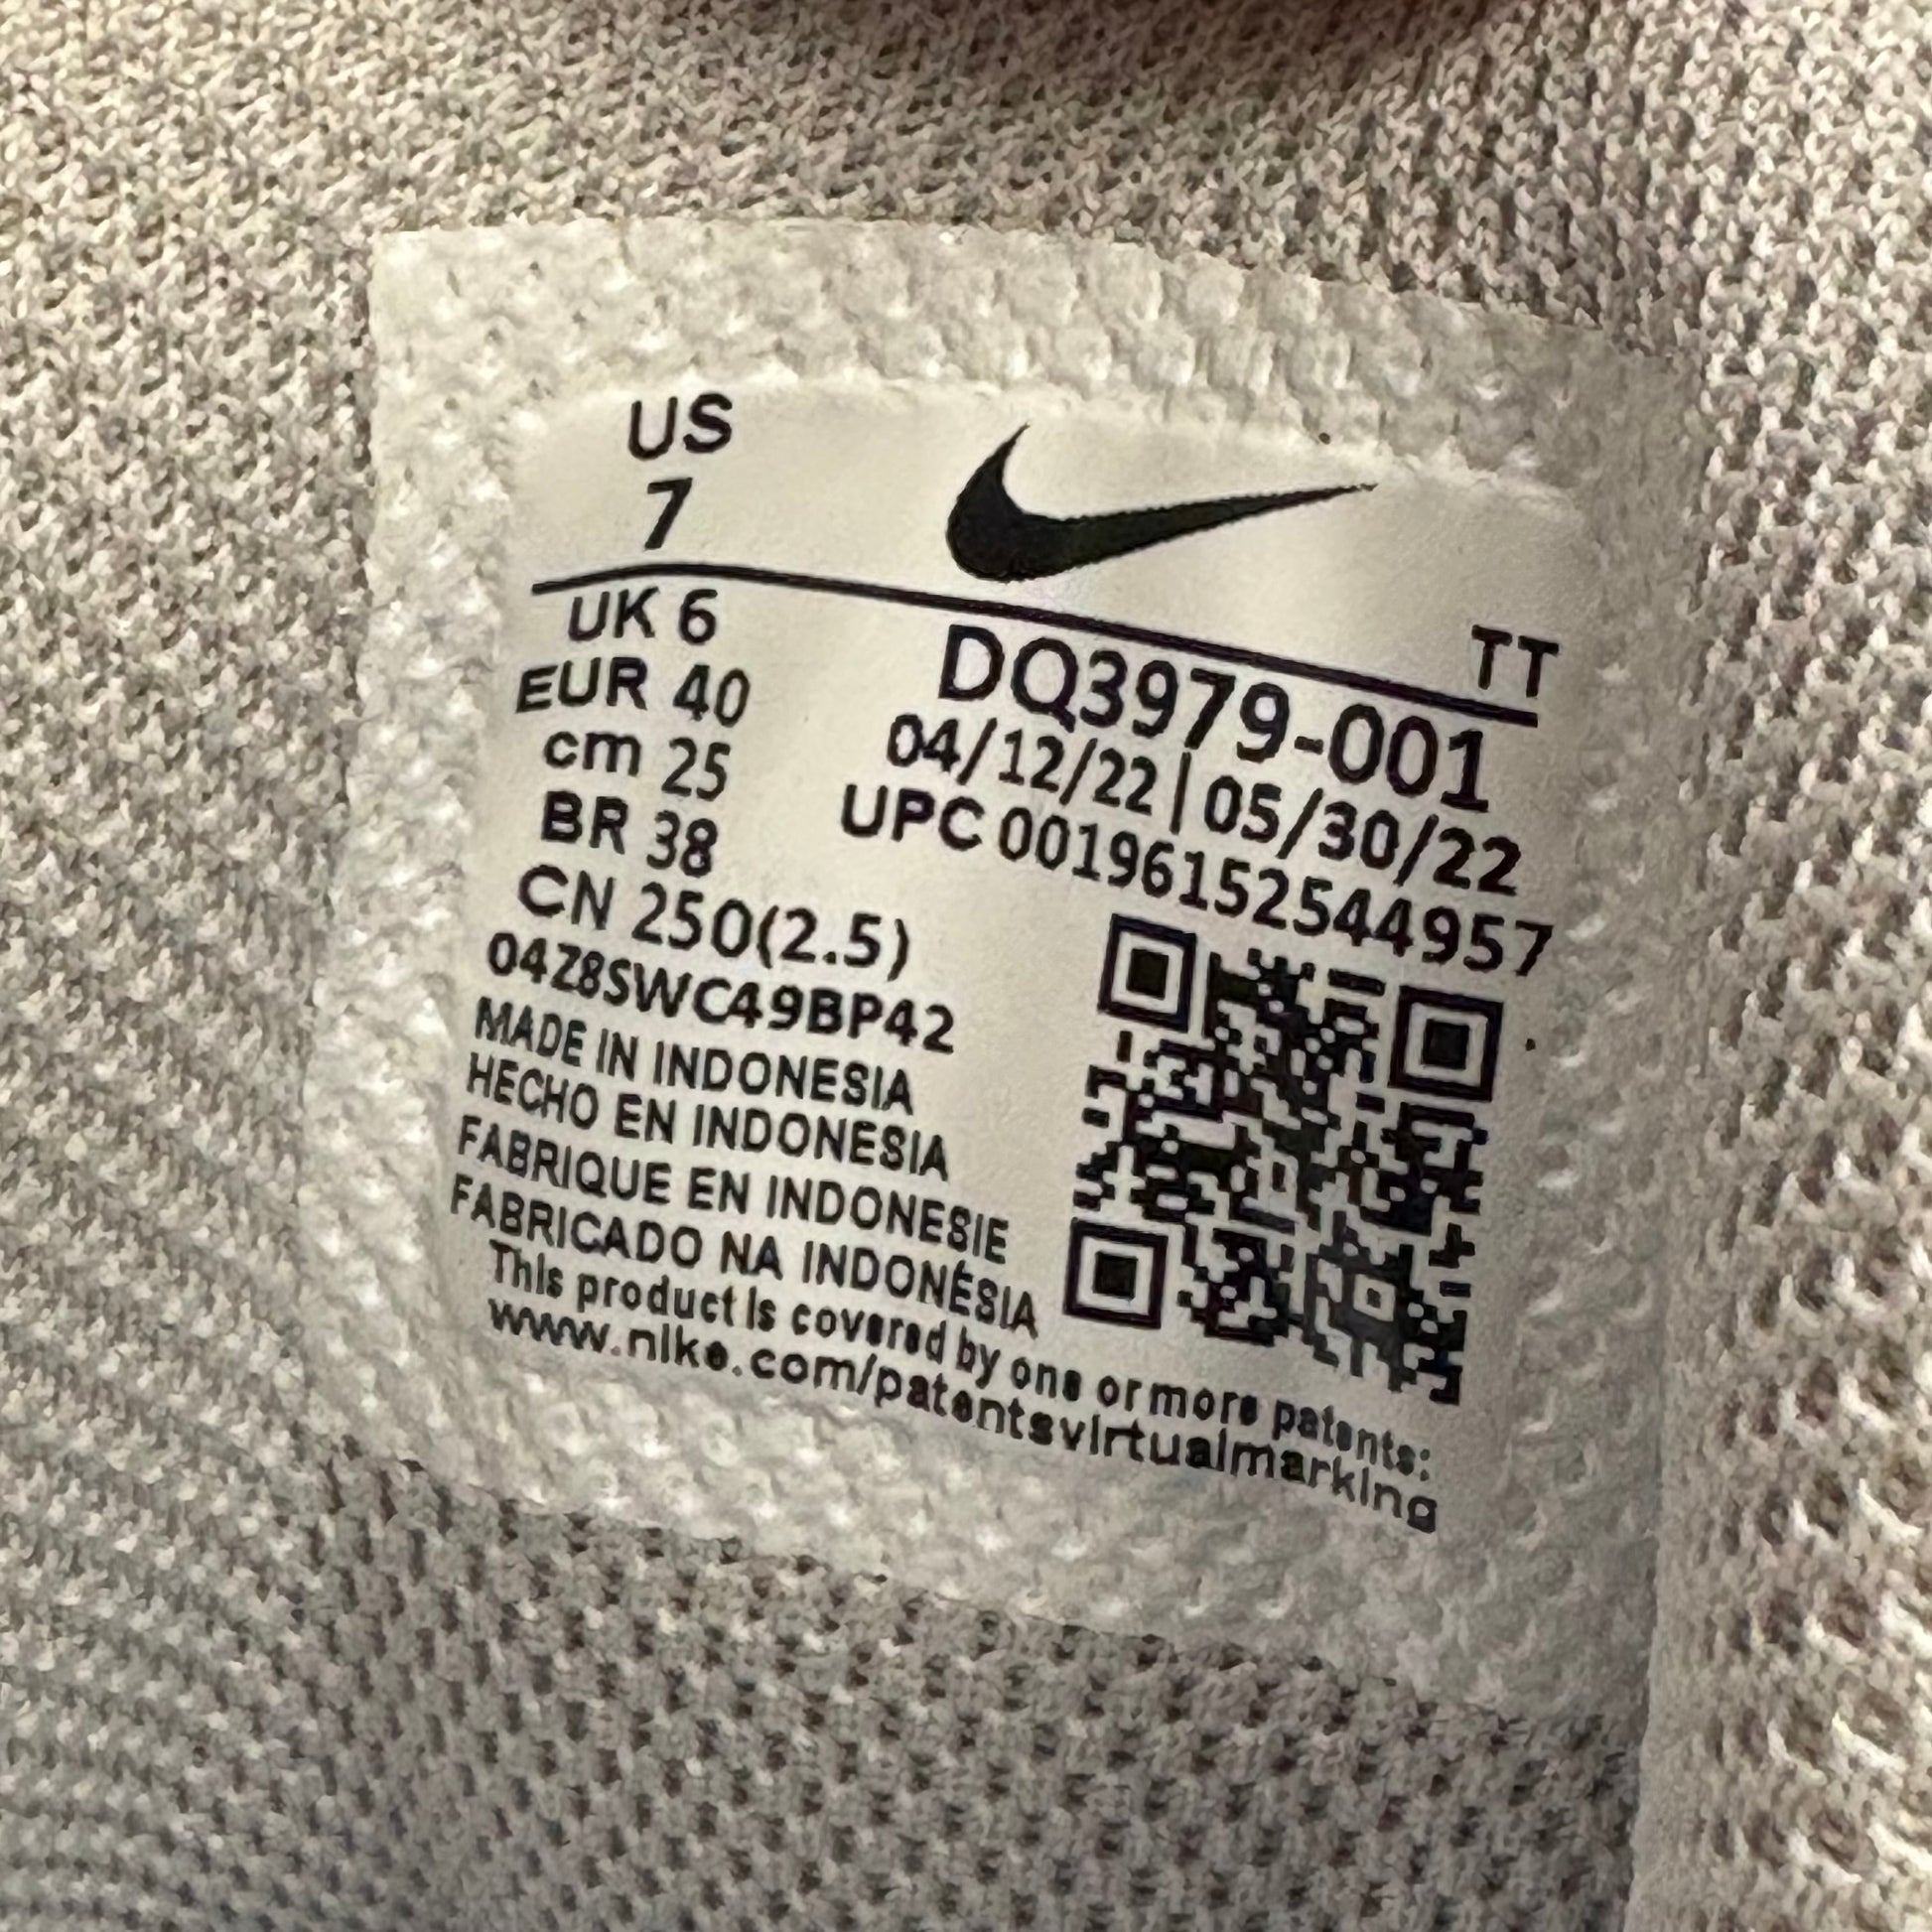 US
7
TT
UK 6
EUR 40
cm 25
BR 38
CN 250(2.5)
DQ3979-001
04/12/22 | 05/30/22
UPC 00196152544957
04Z8SWC49BP42
MADE IN INDONESIA
HECHO EN INDONESIA
FABRIQUE EN INDONESIE
FABRICADO NA INDONÉSIA
This product is covered by one or more patents:
www.nike.com/patentsvirtualmarking